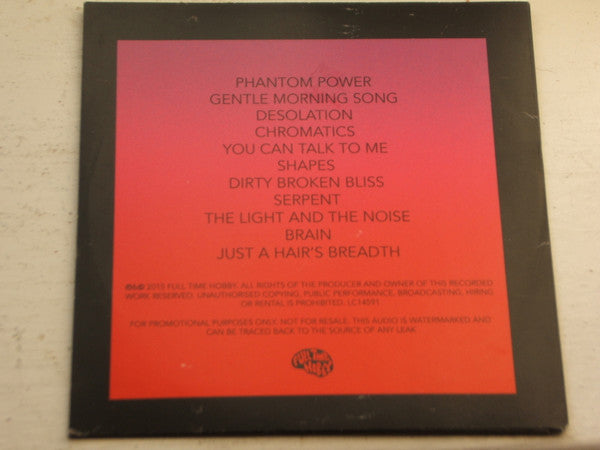 PHANTOM POWER
GENTLE MORNING SONG
DESOLATION
CHROMATICS
YOU CAN TALK TO ME
SHAPES
DIRTY BROKEN BLISS
SERPENT
THE LIGHT AND THE NOISE
BRAIN
JUST A HAIR'S BREADTH
℗&© 2015 FULL TIME HOBBY. ALL RIGHTS OF THE PRODUCER AND OWNER OF THIS RECORDED
WORK RESERVED. UNAUTHORISED COPYING, PUBLIC PERFORMANCE, BROADCASTING, HIRING
OR RENTAL IS PROHIBITED. LC14591
FOR PROMOTIONAL PURPOSES ONLY. NOT FOR RESALE. THIS AUDIO IS WATERMARKED AND
CAN BE TRACED BACK TO THE SOURCE OF ANY LEAK
FULL TIME
HOBBY